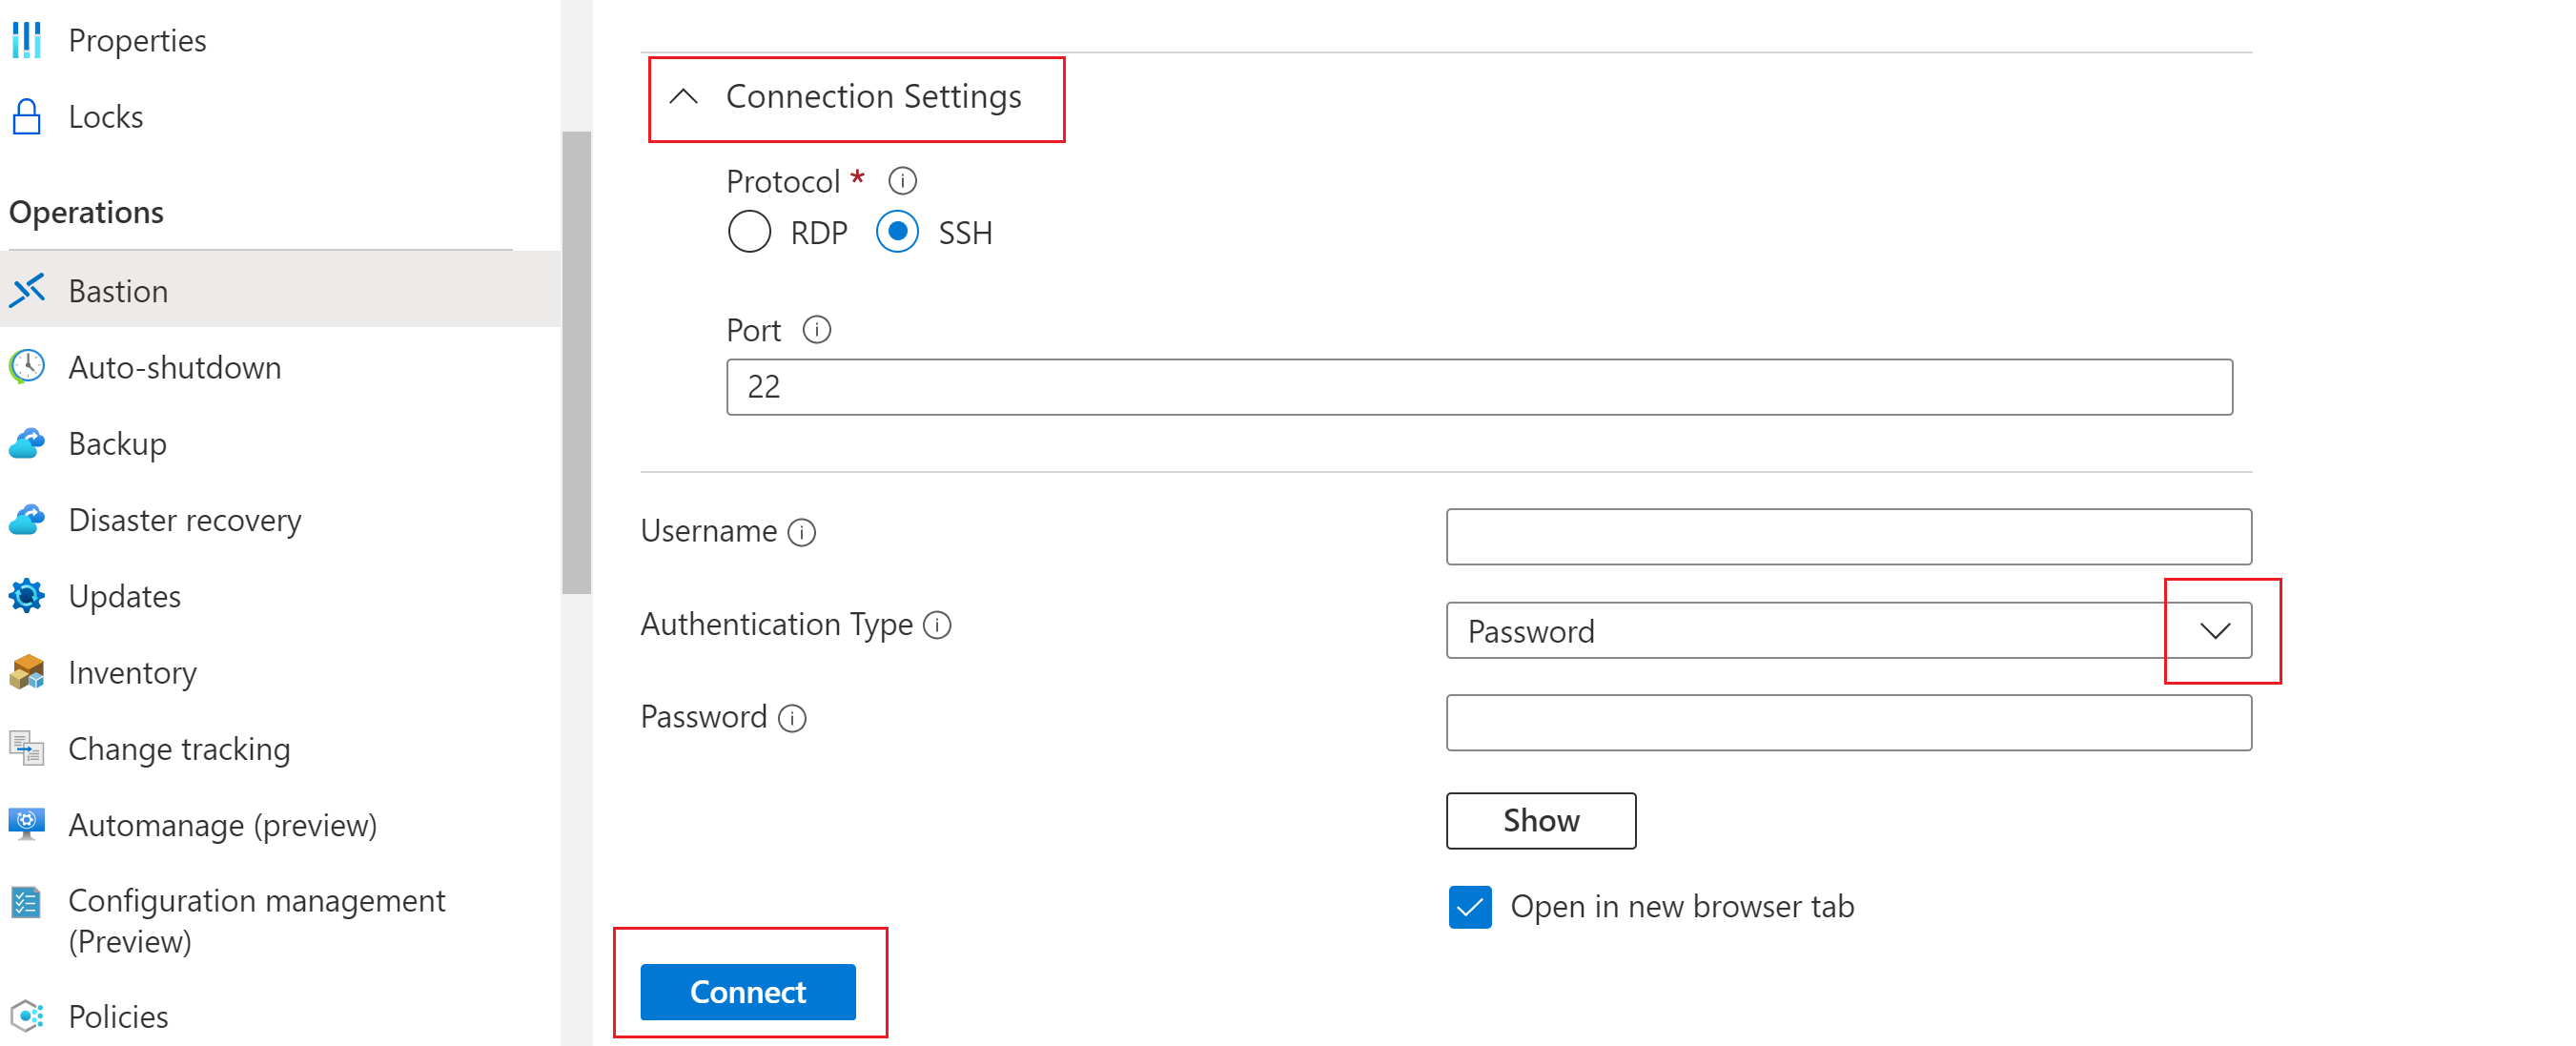 Properties
Locks
Operations
Bastion
Auto-shutdown
Backup
Disaster recovery
Updates
Inventory
Change tracking
Automanage (preview)
Configuration management
(Preview)
Policies
Connection Settings
Protocol *
RDP SSH
Port
22
Username
Authentication Type
Password
Password
Show
Open in new browser tab
Connect